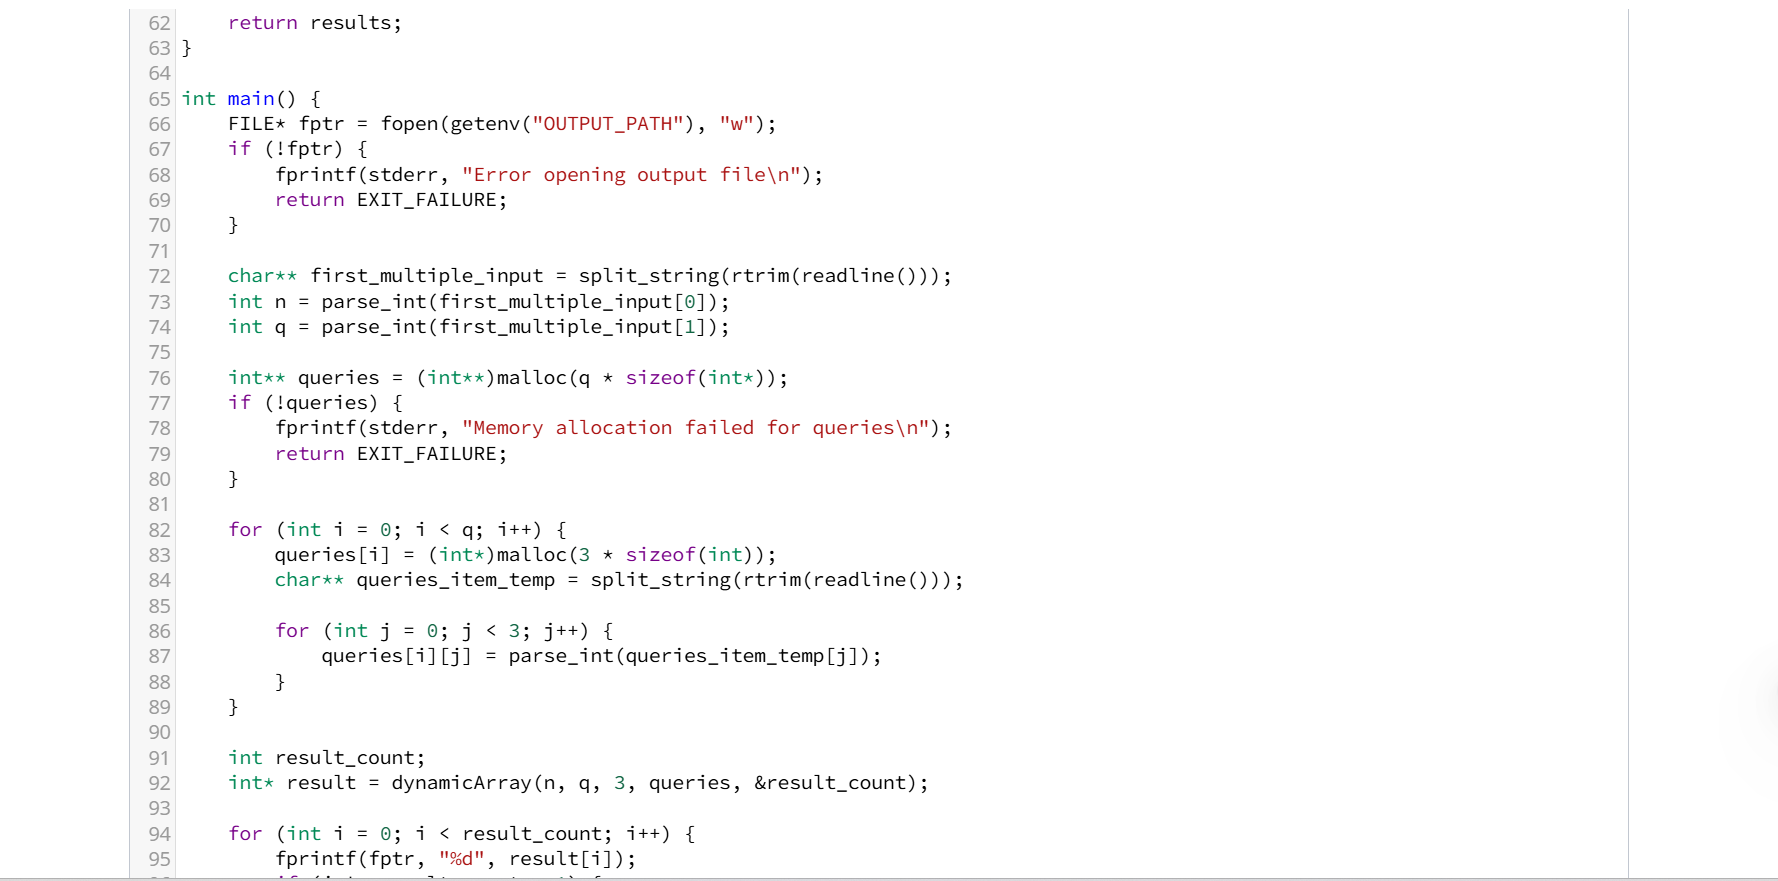 62     return results;
63 }
64
65 int main() {
66     FILE* fptr = fopen(getenv("OUTPUT_PATH"), "w");
67     if (!fptr) {
68         fprintf(stderr, "Error opening output file\n");
69         return EXIT_FAILURE;
70     }
71
72     char** first_multiple_input = split_string(rtrim(readline()));
73     int n = parse_int(first_multiple_input[0]);
74     int q = parse_int(first_multiple_input[1]);
75
76     int** queries = (int**)malloc(q * sizeof(int*));
77     if (!queries) {
78         fprintf(stderr, "Memory allocation failed for queries\n");
79         return EXIT_FAILURE;
80     }
81
82     for (int i = 0; i < q; i++) {
83         queries[i] = (int*)malloc(3 * sizeof(int));
84         char** queries_item_temp = split_string(rtrim(readline()));
85
86         for (int j = 0; j < 3; j++) {
87             queries[i][j] = parse_int(queries_item_temp[j]);
88         }
89     }
90
91     int result_count;
92     int* result = dynamicArray(n, q, 3, queries, &result_count);
93
94     for (int i = 0; i < result_count; i++) {
95         fprintf(fptr, "%d", result[i]);